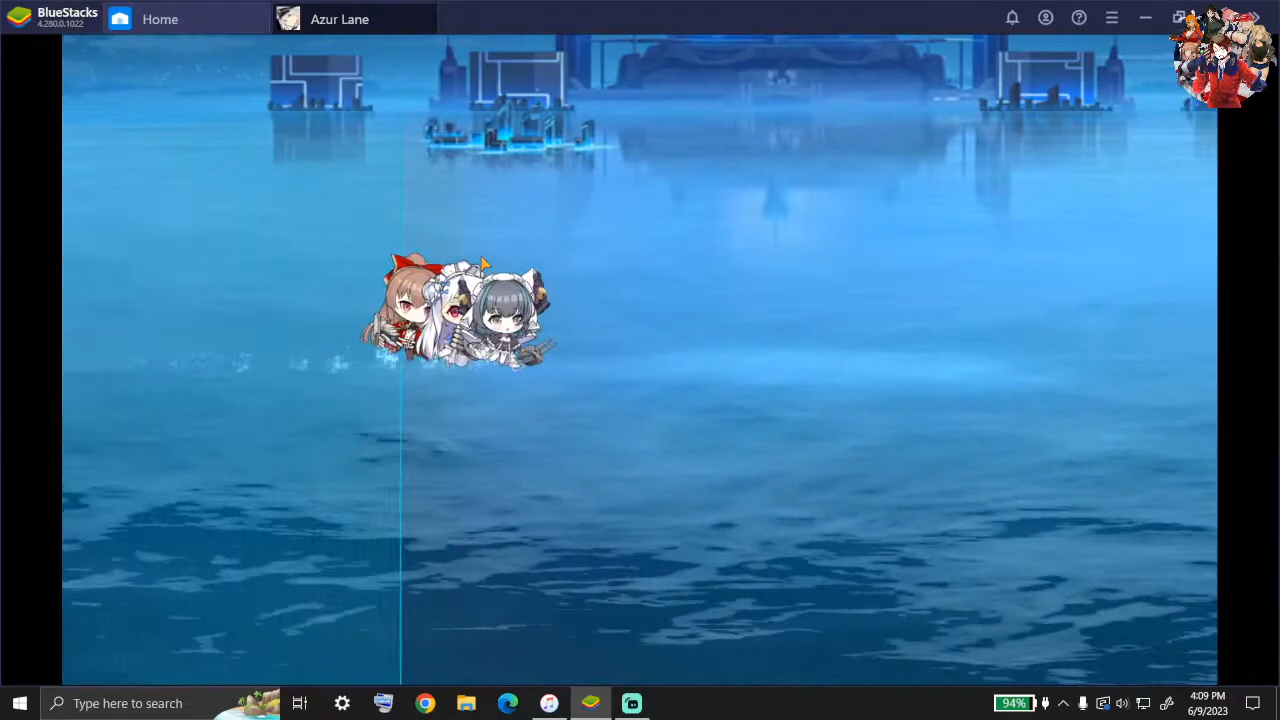 BlueStacks
4.280.0.1022
Home
Azur Lane
Type here to search
94%
4:09 PM
6/9/2023